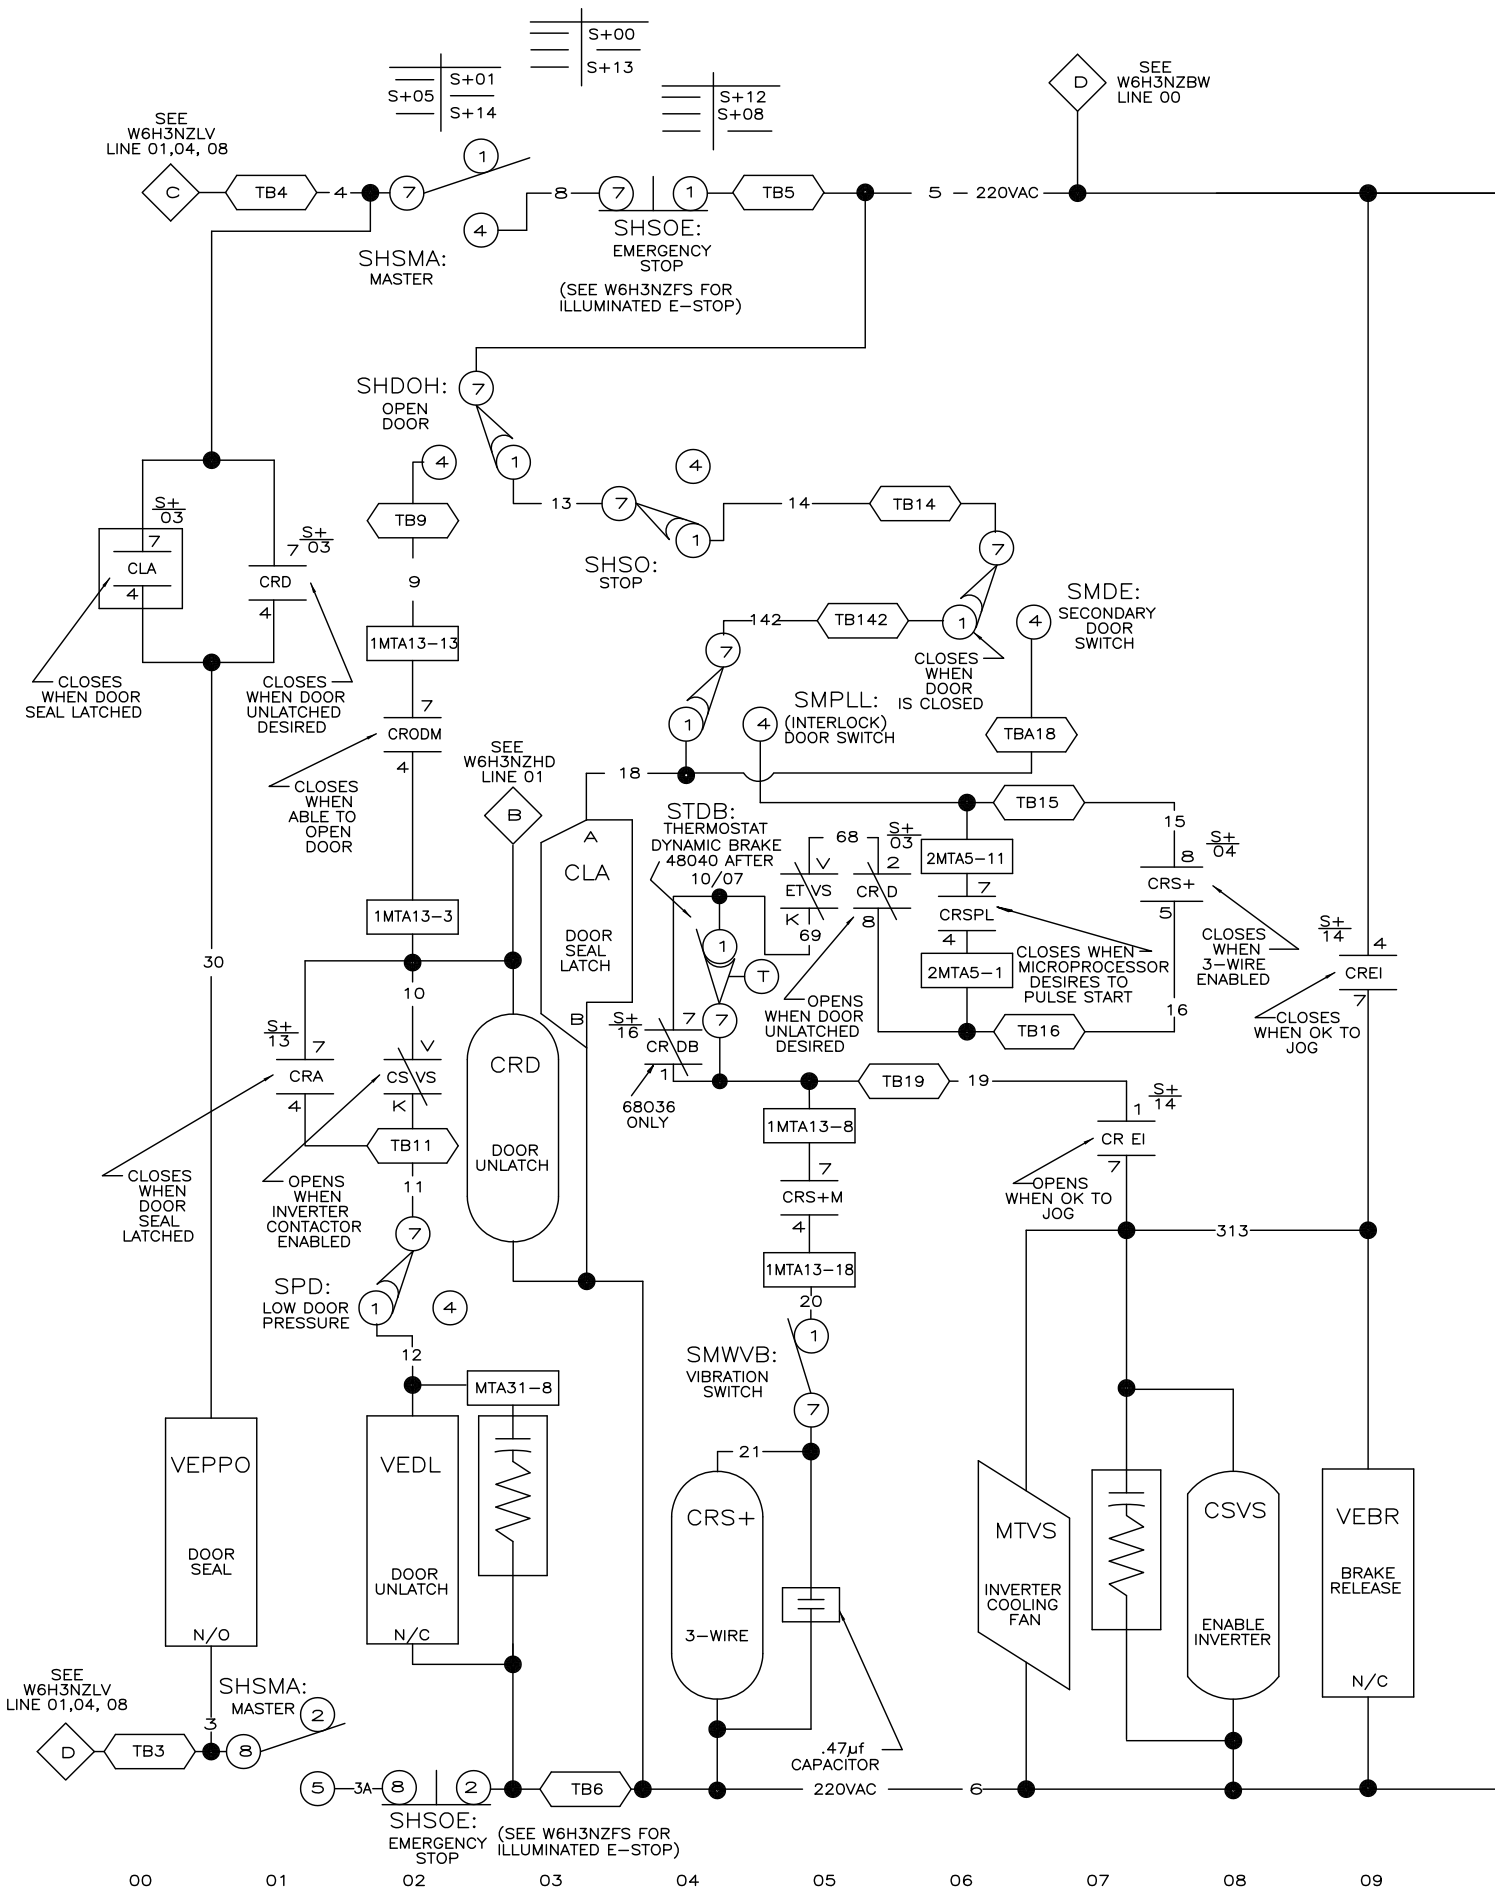 S+00
S+13
S+01
S+05
S+14
S+12
S+08
SEE
W6H3NZBW
LINE 00
D
SEE
W6H3NZLV
LINE 01,04, 08
C
TB4
4
7
1
4
8
7
1
TB5
5 - 220VAC
SHSMA:
MASTER
SHSOE:
EMERGENCY
STOP
(SEE W6H3NZFS FOR
ILLUMINATED E-STOP)
SHDOH:
OPEN
DOOR
7
1
4
TB9
9
13
7
1
4
SHSO:
STOP
14
TB14
7
1
CLOSES
WHEN
DOOR
IS CLOSED
SMDE:
SECONDARY
DOOR
SWITCH
4
TB142
142
7
1
SMPLL:
(INTERLOCK)
DOOR SWITCH
4
TBA18
18
S+
03
7
CLA
4
S+
03
7
CRD
4
CLOSES
WHEN DOOR
SEAL LATCHED
CLOSES
WHEN DOOR
UNLATCHED
DESIRED
1MTA13-13
7
CRODM
4
CLOSES
WHEN
ABLE TO
OPEN
DOOR
1MTA13-3
SEE
W6H3NZHD
LINE 01
B
A
CLA
DOOR
SEAL
LATCH
B
STDB:
THERMOSTAT
DYNAMIC BRAKE
48040 AFTER
10/07
1
T
7
S+
16
7
CR DB
1
68036
ONLY
68
V
ET VS
K
69
S+
03
2
CR D
8
OPENS
WHEN DOOR
UNLATCHED
DESIRED
2MTA5-11
7
CRSPL
4
2MTA5-1
CLOSES WHEN
MICROPROCESSOR
DESIRES TO
PULSE START
TB15
15
S+
04
8
CRS+
5
CLOSES
WHEN
3-WIRE
ENABLED
16
TB16
S+
14
4
CREI
7
CLOSES
WHEN OK TO
JOG
30
10
S+
13
7
CRA
4
V
CS VS
K
TB11
11
CLOSES
WHEN
DOOR
SEAL
LATCHED
OPENS
WHEN
INVERTER
CONTACTOR
ENABLED
CRD
DOOR
UNLATCH
7
1
4
SPD:
LOW DOOR
PRESSURE
12
MTA31-8
TB19
19
S+
14
1
CR EI
7
OPENS
WHEN OK TO
JOG
313
1MTA13-8
7
CRS+M
4
1MTA13-18
20
SMWVB:
VIBRATION
SWITCH
1
7
21
VEPPO
DOOR
SEAL
N/O
VEDL
DOOR
UNLATCH
N/C
CRS+
3-WIRE
.47µf
CAPACITOR
MTVS
INVERTER
COOLING
FAN
CSVS
ENABLE
INVERTER
VEBR
BRAKE
RELEASE
N/C
SEE
W6H3NZLV
LINE 01,04, 08
D
TB3
3
8
2
SHSMA:
MASTER
5
3A
8
2
TB6
220VAC
6
SHSOE:
EMERGENCY
STOP
(SEE W6H3NZFS FOR
ILLUMINATED E-STOP)
00 01 02 03 04 05 06 07 08 09